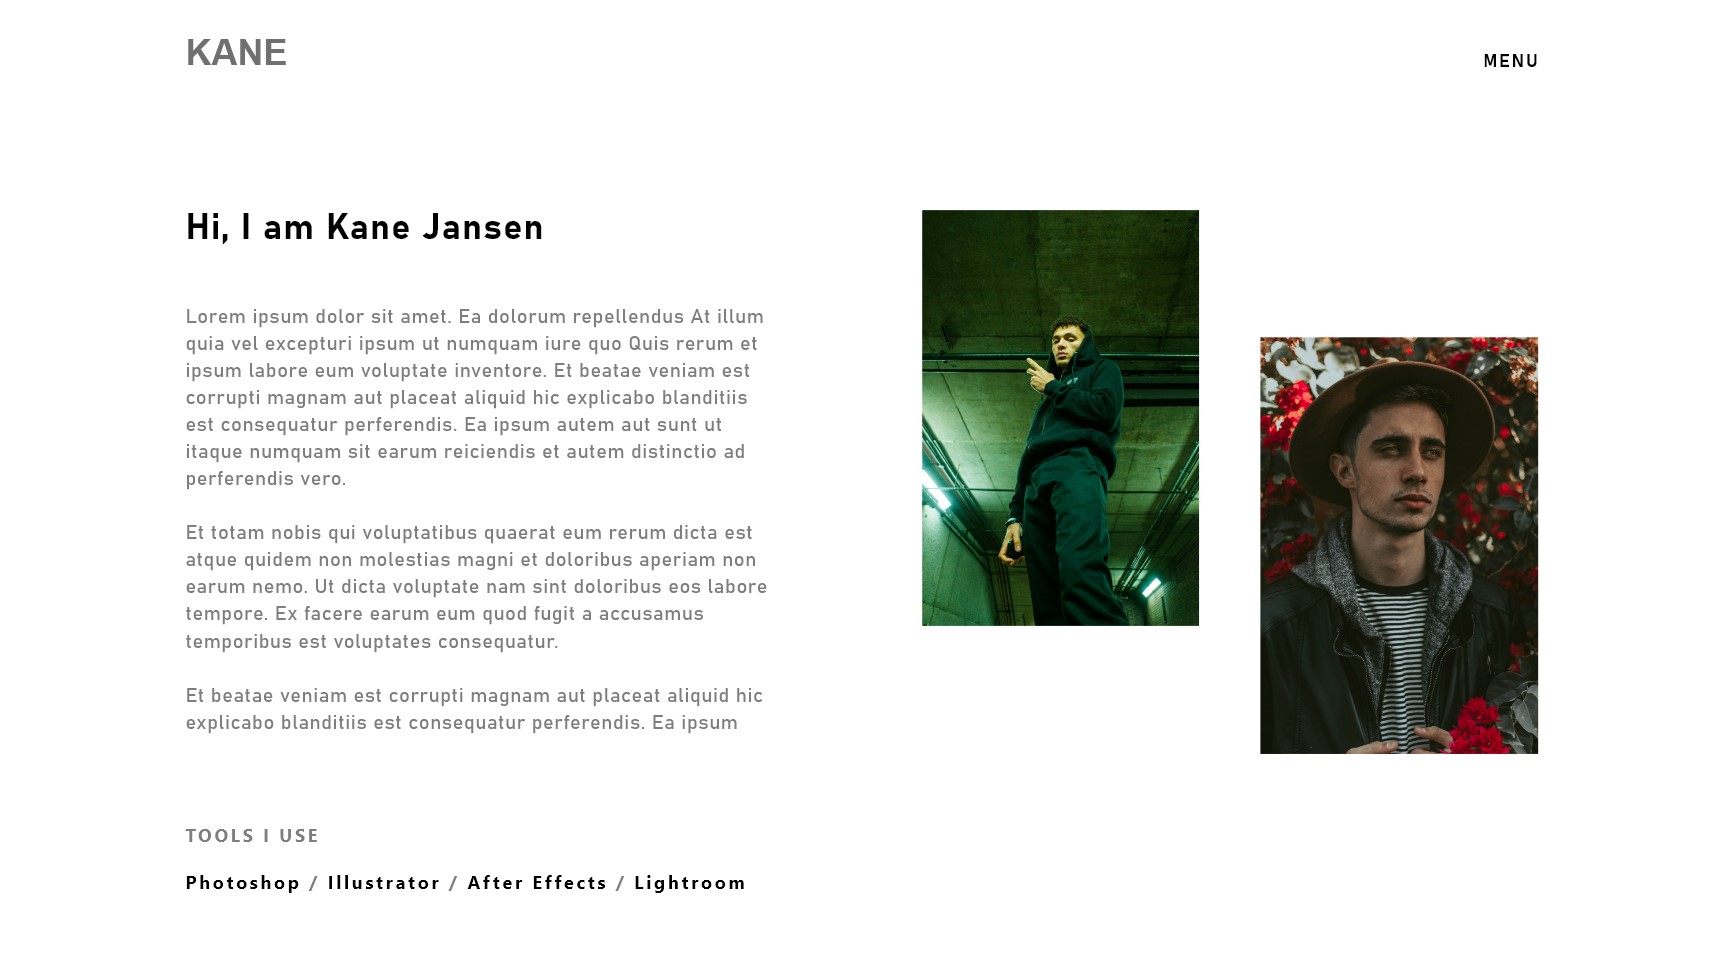 KANE
MENU
Hi, I am Kane Jansen
Lorem ipsum dolor sit amet. Ea dolorum repellendus At illum
quia vel excepturi ipsum ut numquam iure quo Quis rerum et
ipsum labore eum voluptate inventore. Et beatae veniam est
corrupti magnam aut placeat aliquid hic explicabo blanditiis
est consequatur perferendis. Ea ipsum autem aut sunt ut
itaque numquam sit earum reiciendis et autem distinctio ad
perferendis vero.
Et totam nobis qui voluptatibus quaerat eum rerum dicta est
atque quidem non molestias magni et doloribus aperiam non
earum nemo. Ut dicta voluptate nam sint doloribus eos labore
tempore. Ex facere earum eum quod fugit a accusamus
temporibus est voluptates consequatur.
Et beatae veniam est corrupti magnam aut placeat aliquid hic
explicabo blanditiis est consequatur perferendis. Ea ipsum
TOOLS I USE
Photoshop / Illustrator / After Effects / Lightroom